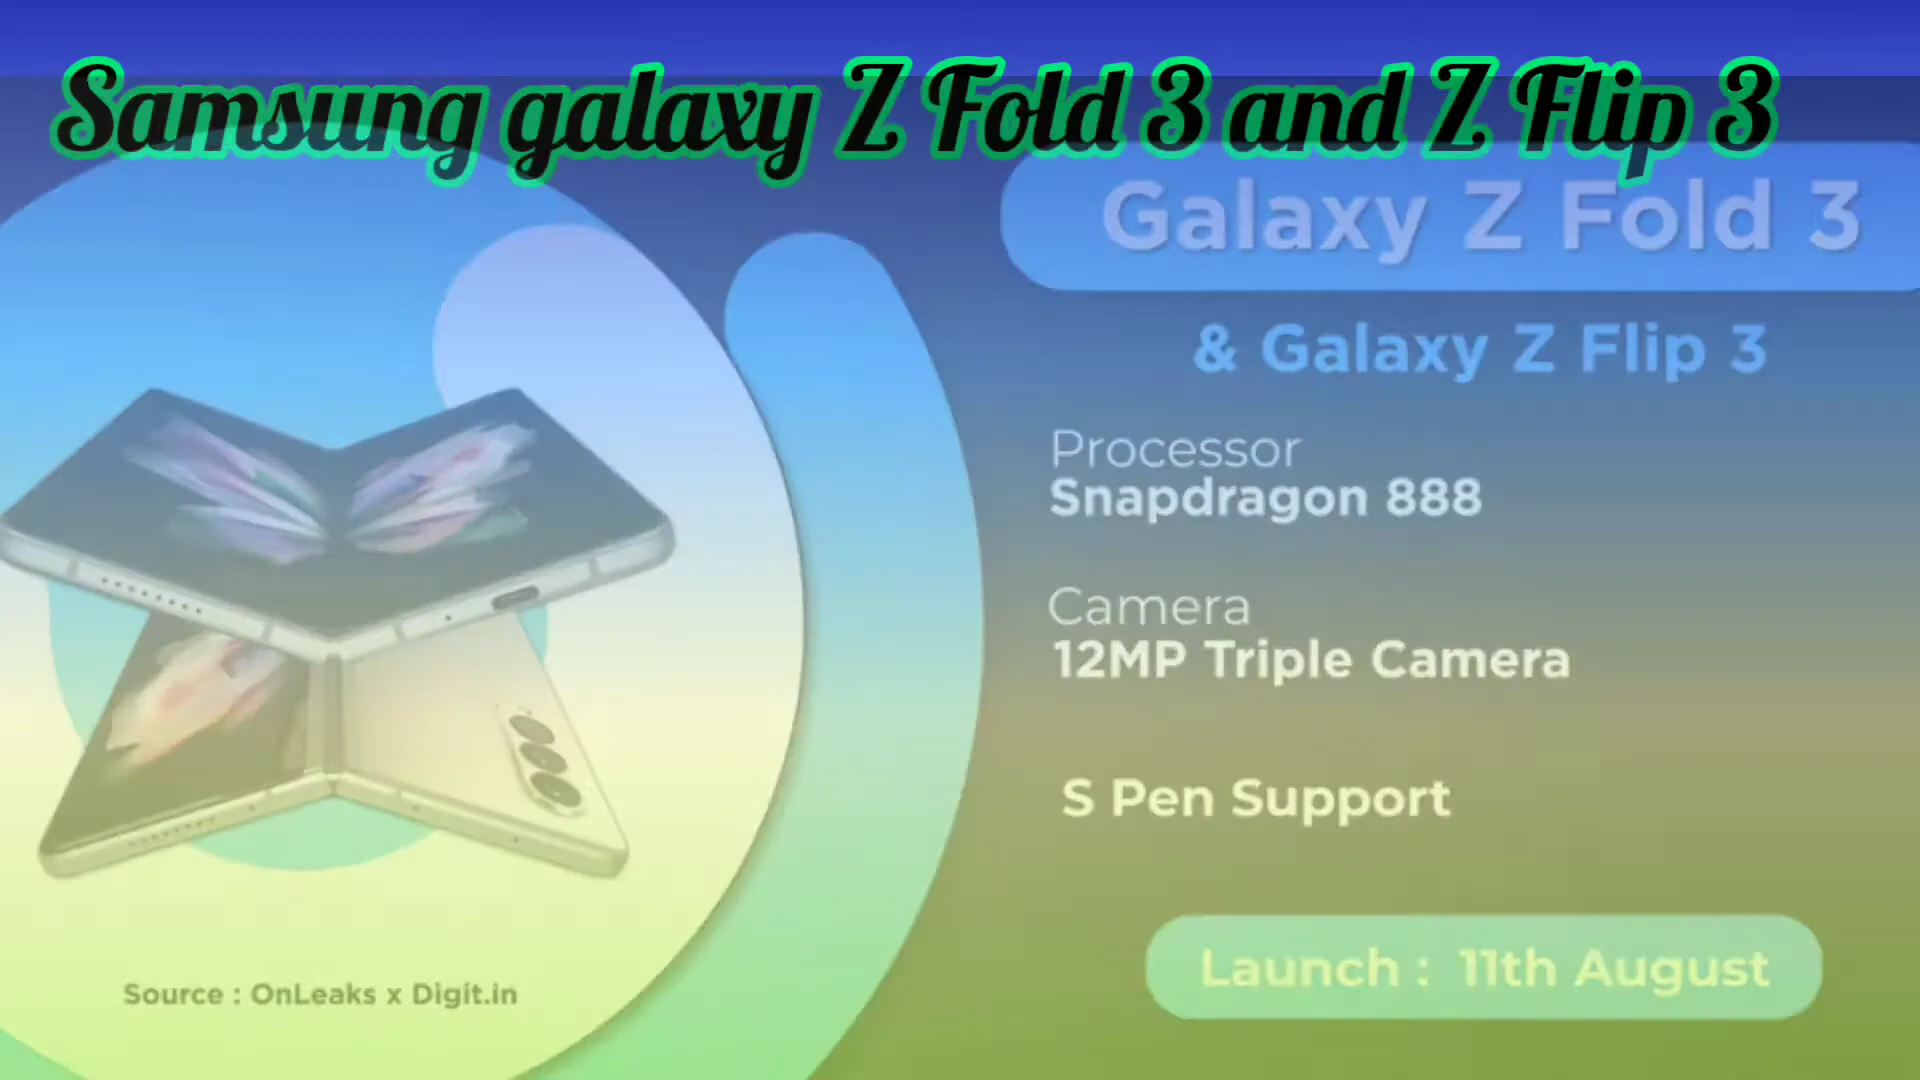 Samsung galaxy Z Fold 3 and Z Flip 3
Galaxy Z Fold 3
& Galaxy Z Flip 3
Processor
Snapdragon 888
Camera
12MP Triple Camera
S Pen Support
Launch : 11th August
Source : OnLeaks x Digit.in